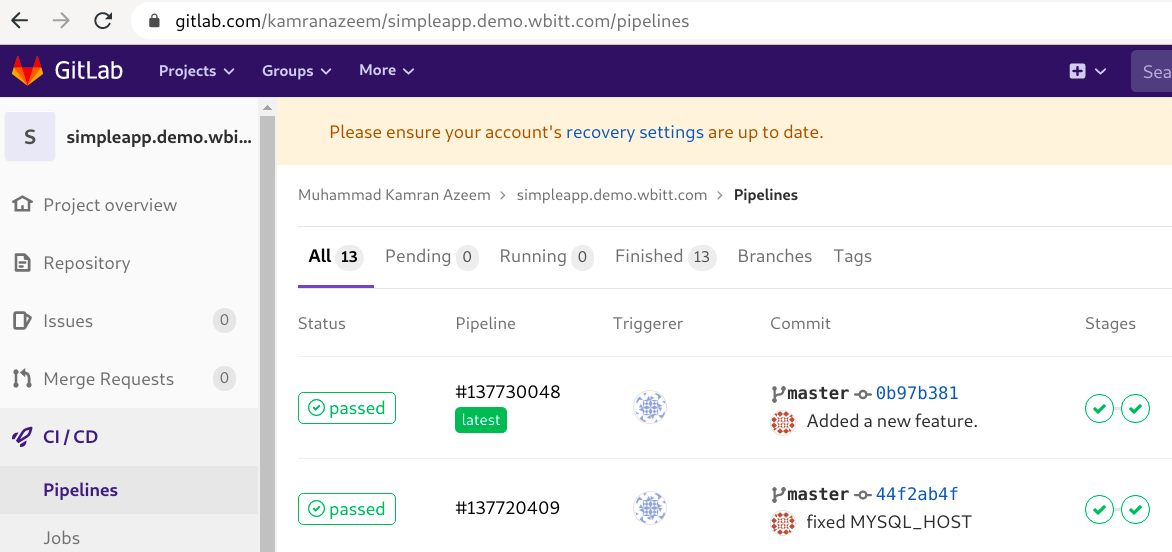 gitlab.com/kamranazeem/simpleapp.demo.wbitt.com/pipelines
GitLab Projects Groups More Sea
S simpleapp.demo.wbi...
Project overview
Repository
Issues 0
Merge Requests 0
CI / CD
Pipelines
Jobs
Please ensure your account's recovery settings are up to date.
Muhammad Kamran Azeem > simpleapp.demo.wbitt.com > Pipelines
All 13 Pending 0 Running 0 Finished 13 Branches Tags
Status Pipeline Triggerer Commit Stages
passed #137730048 master 0b97b381
latest Added a new feature.
passed #137720409 master 44f2ab4f
fixed MYSQL_HOST